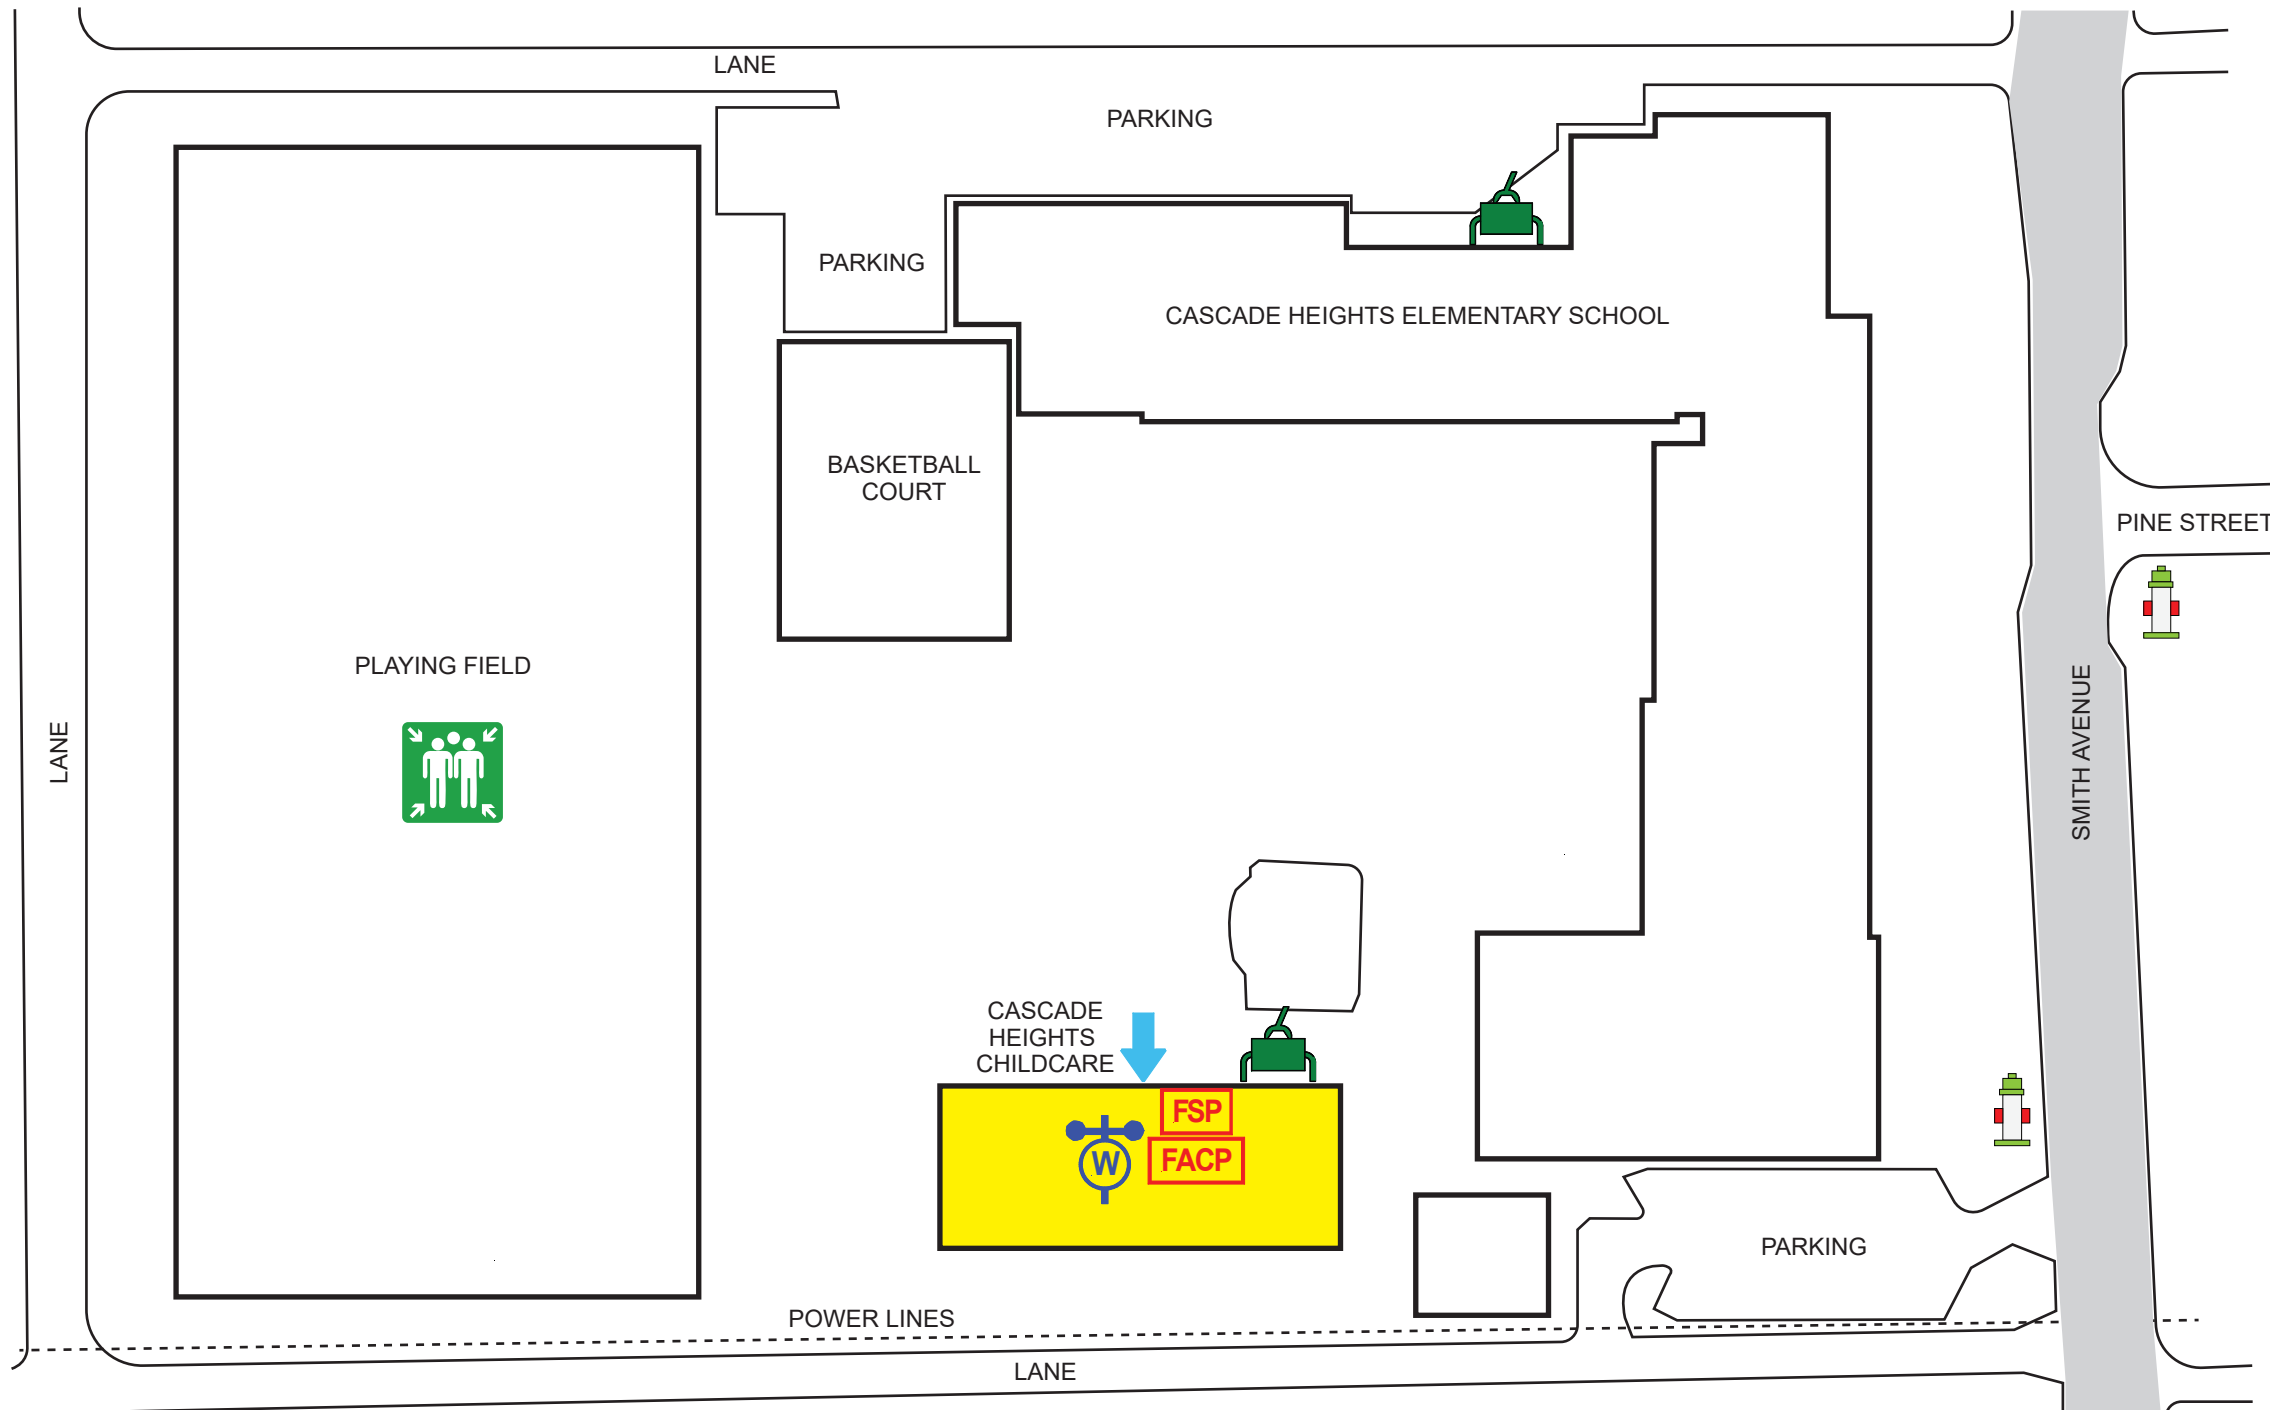 LANE
PARKING
PARKING
CASCADE HEIGHTS ELEMENTARY SCHOOL
BASKETBALL
COURT
PINE STREET
PLAYING FIELD
LANE
SMITH AVENUE
CASCADE
HEIGHTS
CHILDCARE
FSP
FACP
W
PARKING
POWER LINES
LANE